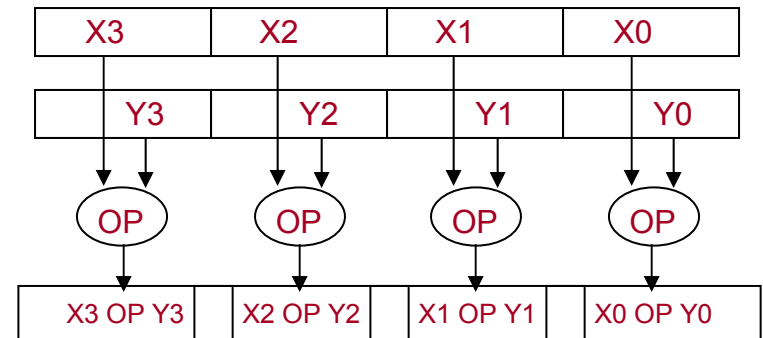 X3 X2 X1 X0
Y3 Y2 Y1 Y0
OP OP OP OP
X3 OP Y3 X2 OP Y2 X1 OP Y1 X0 OP Y0